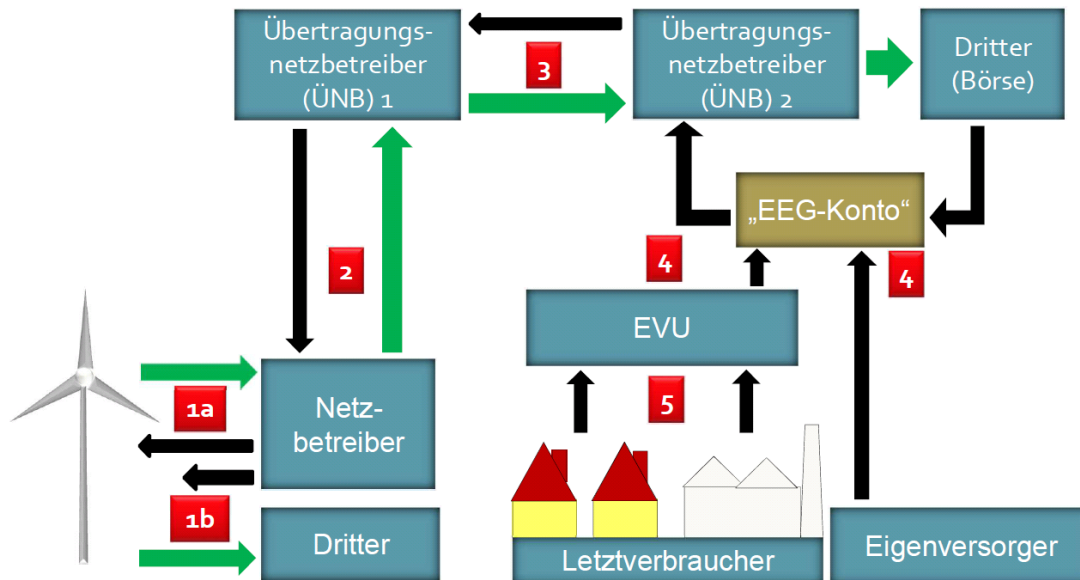 Übertragungs-
netzbetreiber
(ÜNB) 1
3
Übertragungs-
netzbetreiber
(ÜNB) 2
Dritter
(Börse)
„EEG-Konto“
2
4
4
EVU
1a
Netz-
betreiber
5
1b
Dritter
Letztverbraucher
Eigenversorger